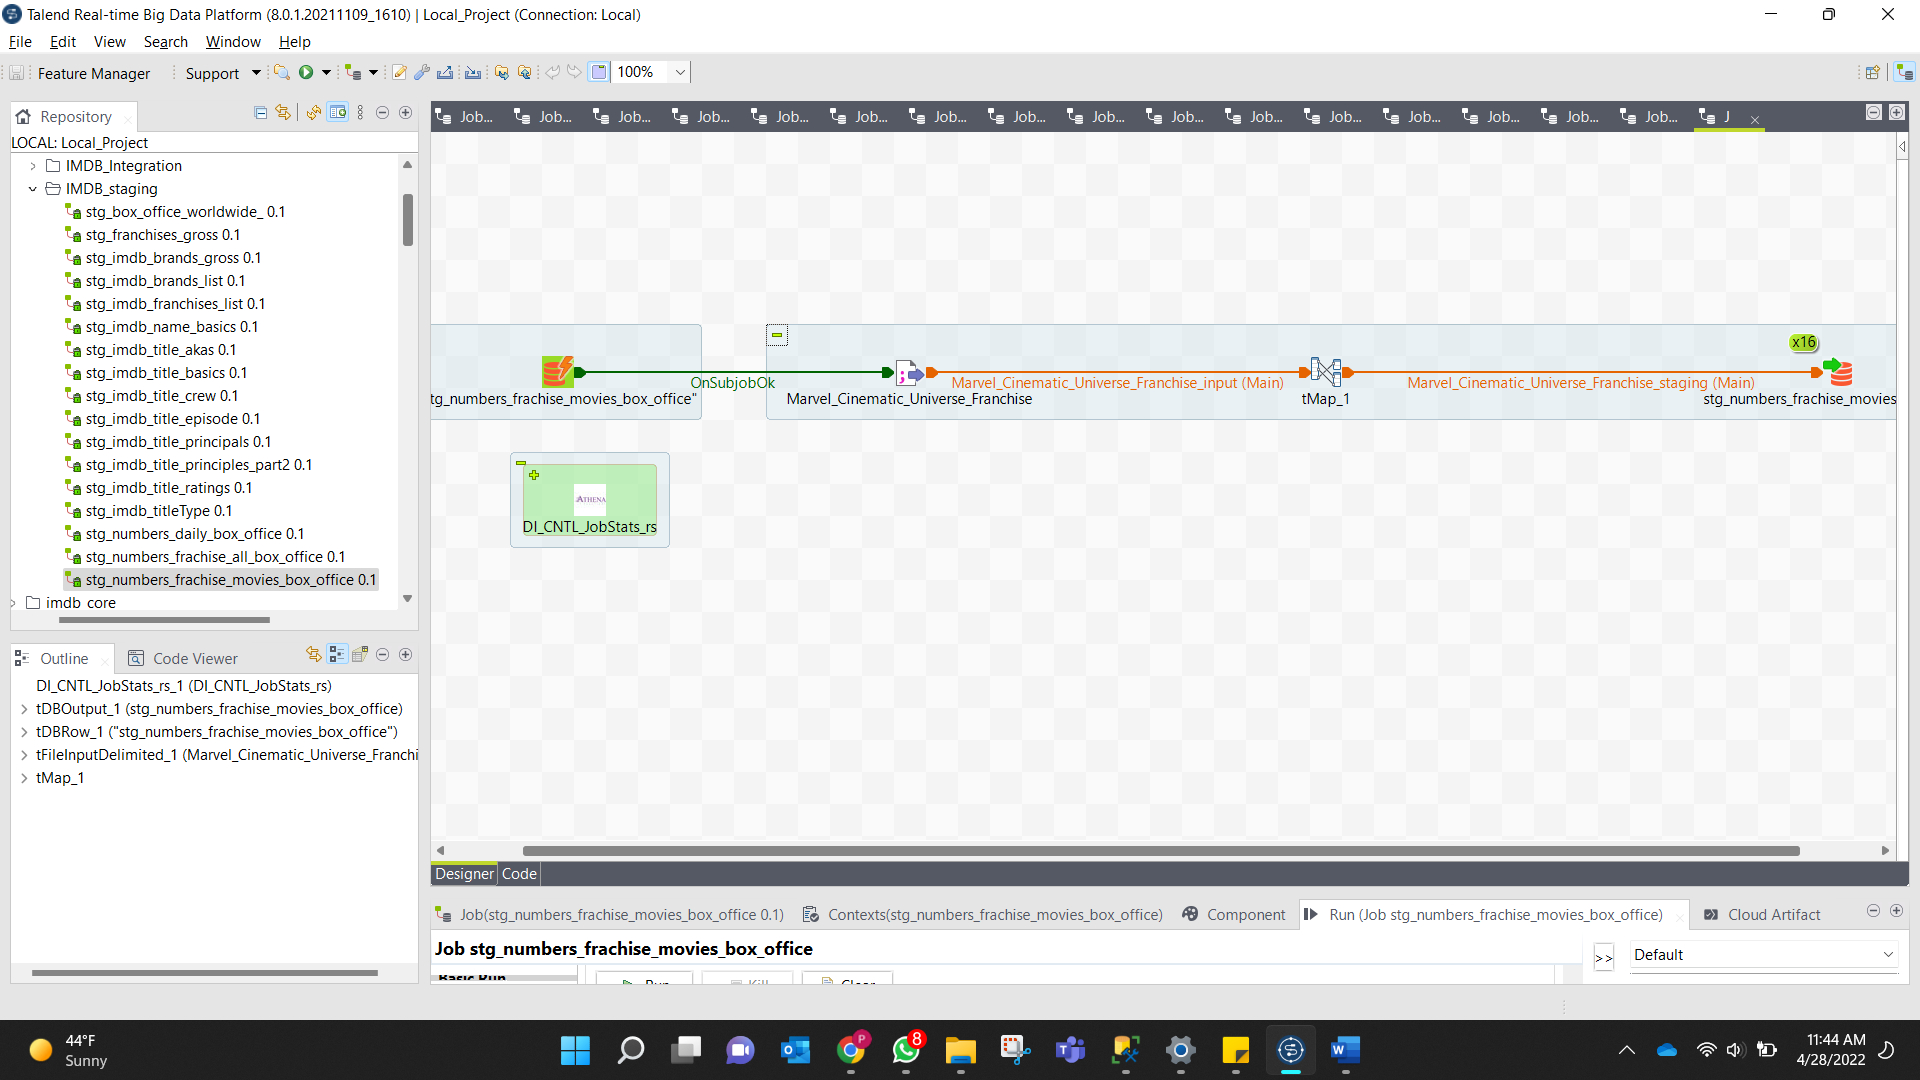 Talend Real-time Big Data Platform (8.0.1.20211109_1610) | Local_Project (Connection: Local)
File Edit View Search Window Help
Feature Manager Support 100%
Repository
LOCAL: Local_Project
IMDB_Integration
IMDB_staging
stg_box_office_worldwide_ 0.1
stg_franchises_gross 0.1
stg_imdb_brands_gross 0.1
stg_imdb_brands_list 0.1
stg_imdb_franchises_list 0.1
stg_imdb_name_basics 0.1
stg_imdb_title_akas 0.1
stg_imdb_title_basics 0.1
stg_imdb_title_crew 0.1
stg_imdb_title_episode 0.1
stg_imdb_title_principals 0.1
stg_imdb_title_principles_part2 0.1
stg_imdb_title_ratings 0.1
stg_imdb_titleType 0.1
stg_numbers_daily_box_office 0.1
stg_numbers_frachise_all_box_office 0.1
stg_numbers_frachise_movies_box_office 0.1
imdb core
Outline Code Viewer
DI_CNTL_JobStats_rs_1 (DI_CNTL_JobStats_rs)
tDBOutput_1 (stg_numbers_frachise_movies_box_office)
tDBRow_1 ("stg_numbers_frachise_movies_box_office")
tFileInputDelimited_1 (Marvel_Cinematic_Universe_Franchi
tMap_1
Job... Job... Job... Job... Job... Job... Job... Job... Job... Job... Job... Job... Job... Job... Job... Job... J
x16
OnSubjobOk Marvel_Cinematic_Universe_Franchise_input (Main) Marvel_Cinematic_Universe_Franchise_staging (Main)
tg_numbers_frachise_movies_box_office" Marvel_Cinematic_Universe_Franchise tMap_1 stg_numbers_frachise_movies
ATHENA
DI_CNTL_JobStats_rs
Designer Code
Job(stg_numbers_frachise_movies_box_office 0.1) Contexts(stg_numbers_frachise_movies_box_office) Component Run (Job stg_numbers_frachise_movies_box_office) Cloud Artifact
Job stg_numbers_frachise_movies_box_office
>> Default
Basic Run Run Kill Clear
44°F
Sunny
P
8
11:44 AM
4/28/2022